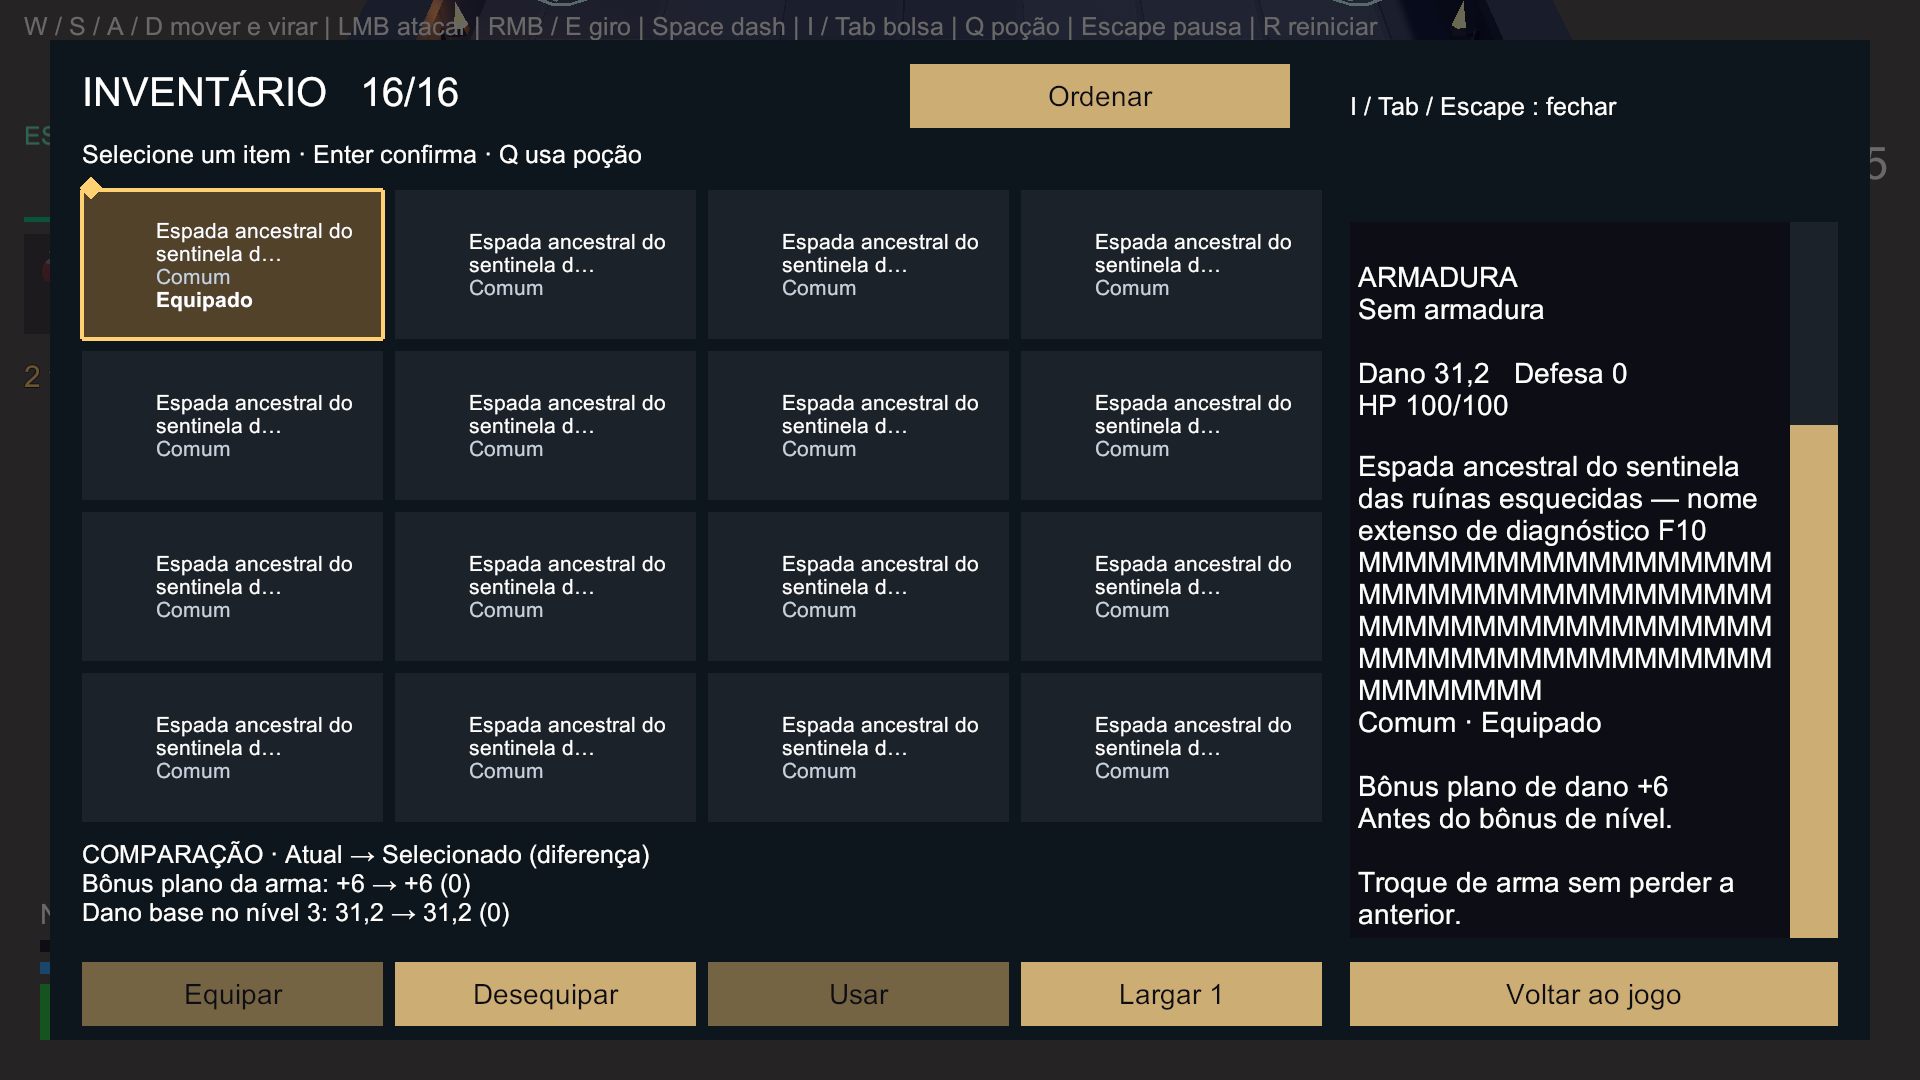 W / S / A / D mover e virar | LMB atacar | RMB / E giro | Space dash | I / Tab bolsa | Q poção | Escape pausa | R reiniciar
INVENTÁRIO 16/16
Ordenar
I / Tab / Escape : fechar
ES
5
Selecione um item · Enter confirma · Q usa poção
Espada ancestral do
sentinela d...
Comum
Equipado
Espada ancestral do
sentinela d...
Comum
Espada ancestral do
sentinela d...
Comum
Espada ancestral do
sentinela d...
Comum
2
Espada ancestral do
sentinela d...
Comum
Espada ancestral do
sentinela d...
Comum
Espada ancestral do
sentinela d...
Comum
Espada ancestral do
sentinela d...
Comum
Espada ancestral do
sentinela d...
Comum
Espada ancestral do
sentinela d...
Comum
Espada ancestral do
sentinela d...
Comum
Espada ancestral do
sentinela d...
Comum
Espada ancestral do
sentinela d...
Comum
Espada ancestral do
sentinela d...
Comum
Espada ancestral do
sentinela d...
Comum
Espada ancestral do
sentinela d...
Comum
ARMADURA
Sem armadura
Dano 31,2 Defesa 0
HP 100/100
Espada ancestral do sentinela
das ruínas esquecidas — nome
extenso de diagnóstico F10
MMMMMMMMMMMMMMMMMM
MMMMMMMMMMMMMMMMMM
MMMMMMMMMMMMMMMMMM
MMMMMMMMMMMMMMMMMM
MMMMMMMM
Comum · Equipado
Bônus plano de dano +6
Antes do bônus de nível.
Troque de arma sem perder a
anterior.
COMPARAÇÃO · Atual → Selecionado (diferença)
Bônus plano da arma: +6 → +6 (0)
Dano base no nível 3: 31,2 → 31,2 (0)
Equipar
Desequipar
Usar
Largar 1
Voltar ao jogo